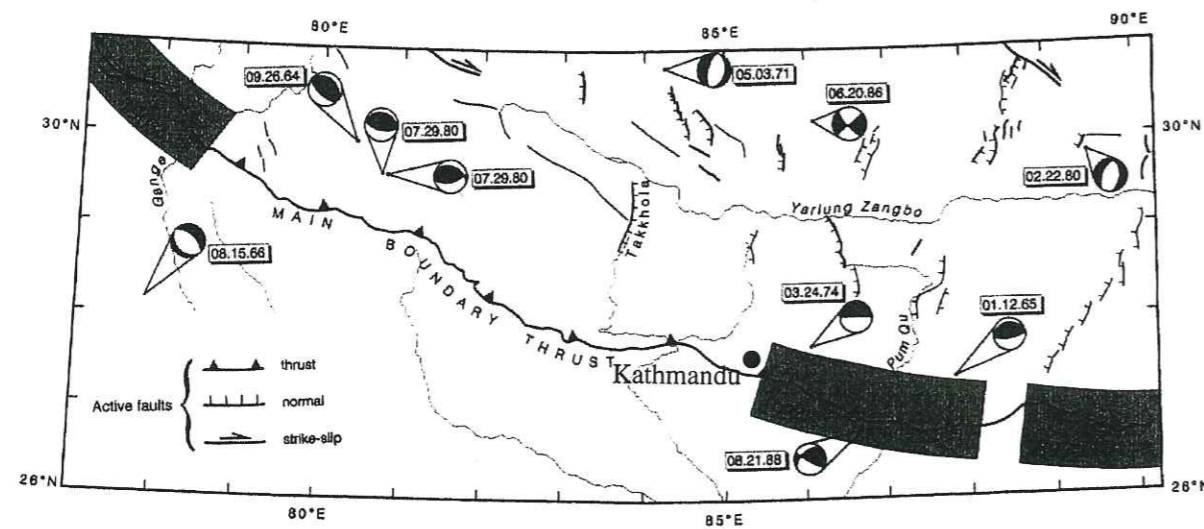 80°E
85°E
90°E
09.26.64
05.03.71
06.20.86
30°N
30°N
07.29.80
07.29.80
02.22.80
Gange
MAIN BOUNDARY THRUST
Takkhola
Yarlung Zangbo
08.15.66
03.24.74
01.12.65
Pum Qu
thrust
Kathmandu
Active faults
normal
strike-slip
08.21.88
26°N
26°N
80°E
85°E